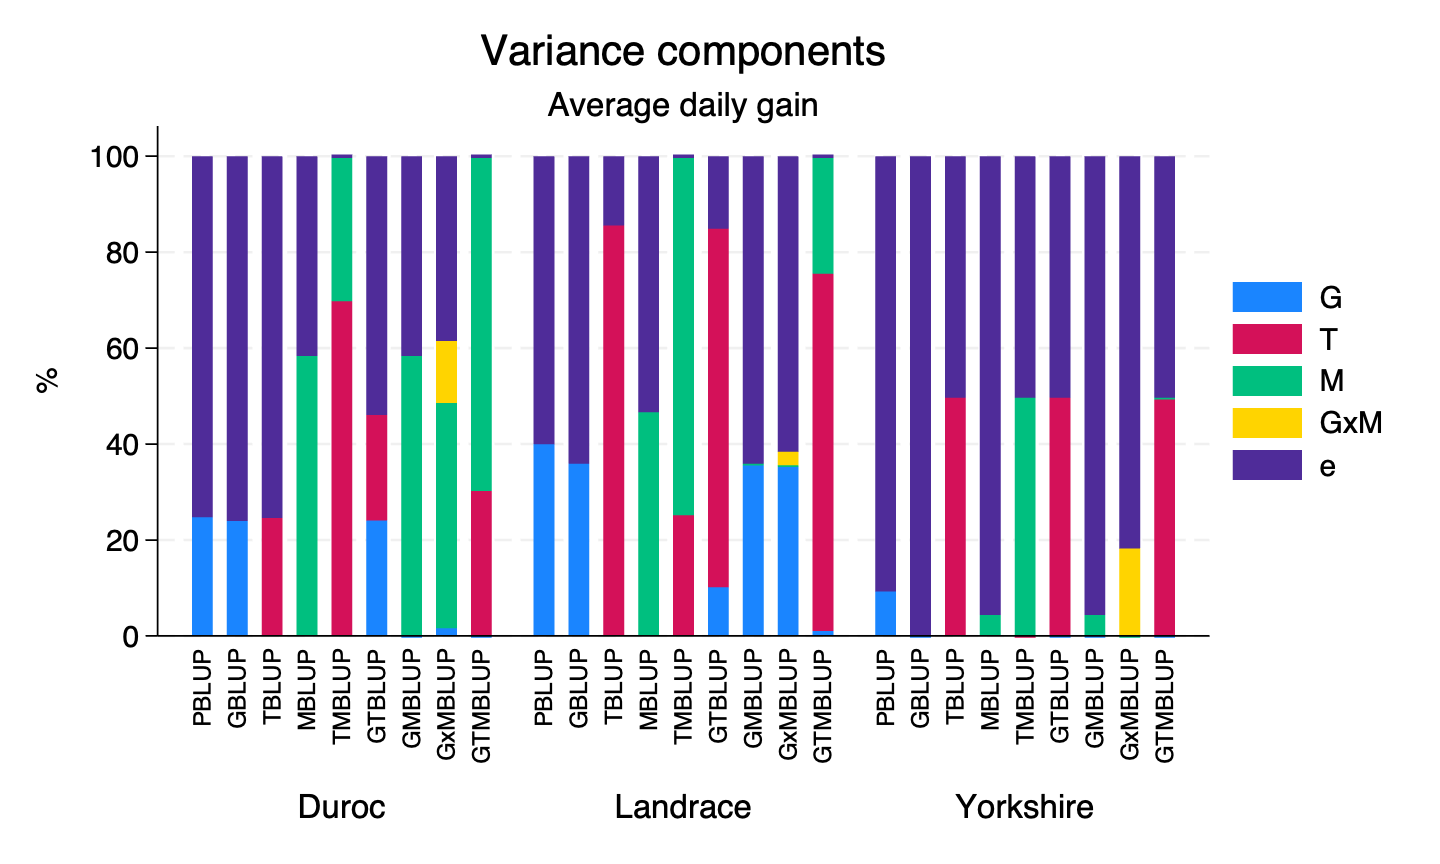 Variance components
Average daily gain
100
80
60
40
20
0
%
PBLUP
GBLUP
TBLUP
MBLUP
TMBLUP
GTBLUP
GMBLUP
GxMBLUP
GTMBLUP
PBLUP
GBLUP
TBLUP
MBLUP
TMBLUP
GTBLUP
GMBLUP
GxMBLUP
GTMBLUP
PBLUP
GBLUP
TBLUP
MBLUP
TMBLUP
GTBLUP
GMBLUP
GxMBLUP
GTMBLUP
Duroc
Landrace
Yorkshire
G
T
M
GxM
e